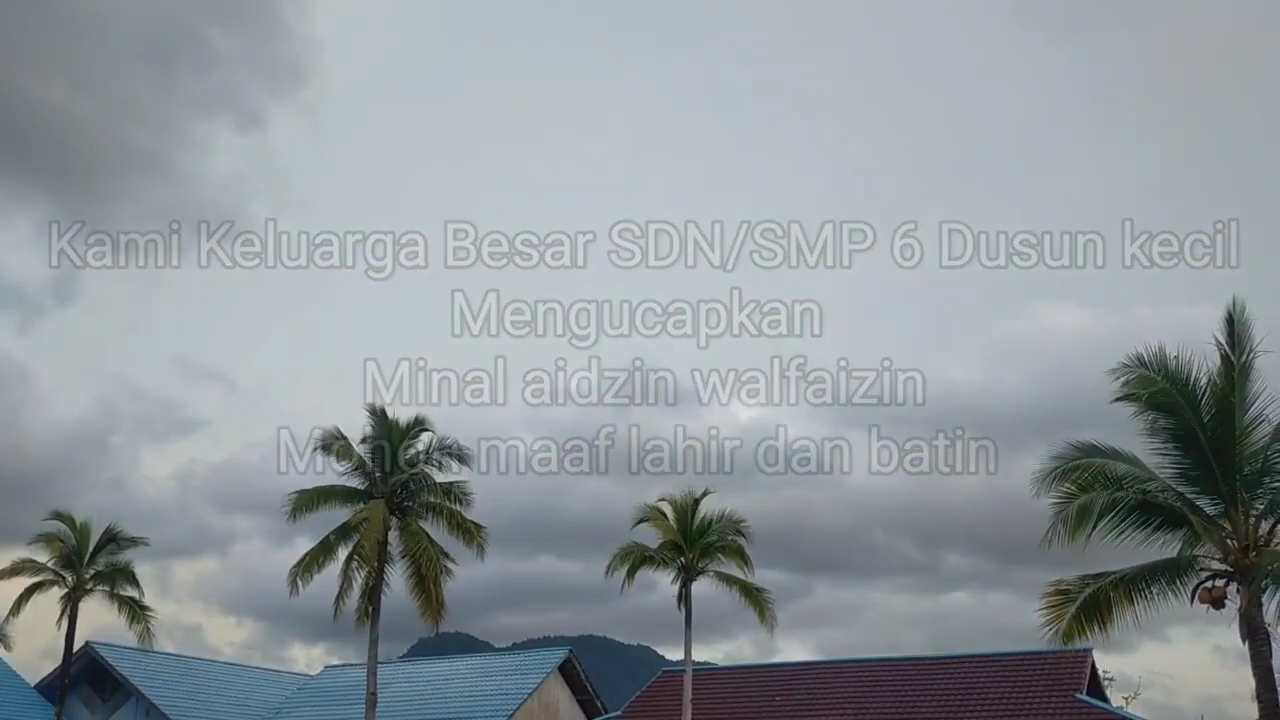 Kami Keluarga Besar SDN/SMP 6 Dusun kecil
Mengucapkan
Minal aidzin walfaizin
maaf lahir dan batin